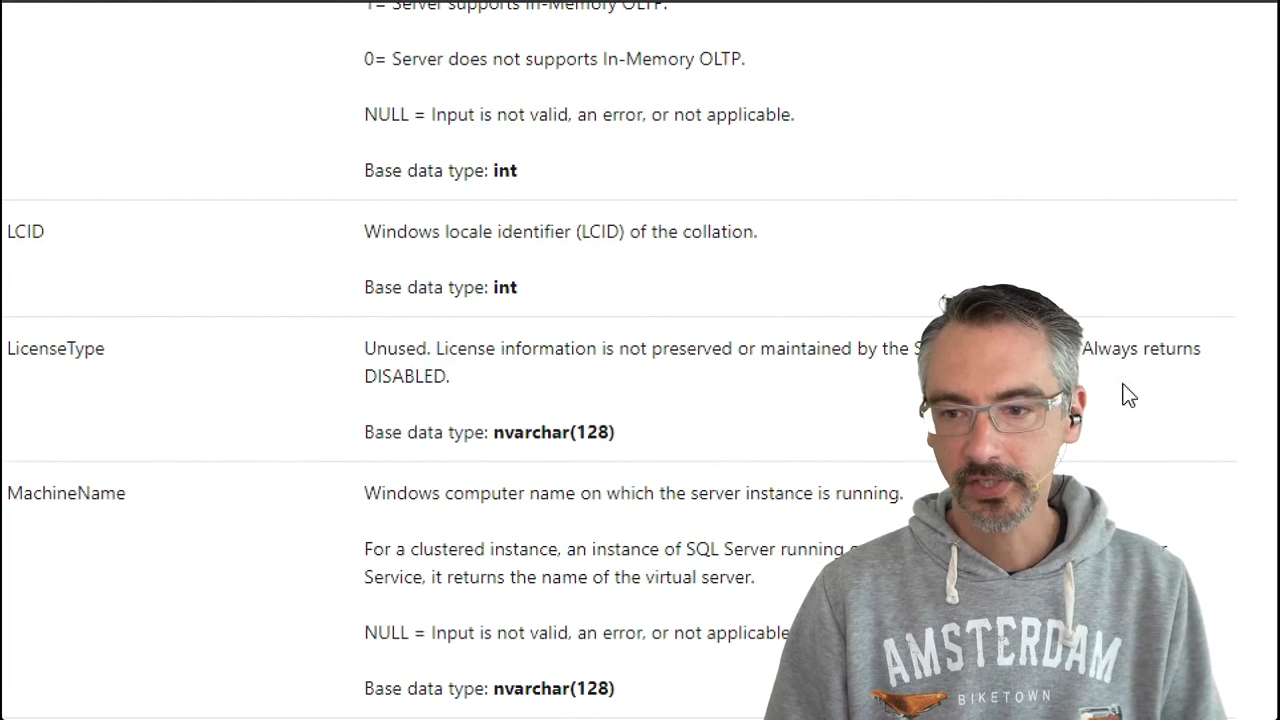 1= Server supports In-Memory OLTP.
0= Server does not supports In-Memory OLTP.
NULL = Input is not valid, an error, or not applicable.
Base data type: int
LCID
Windows locale identifier (LCID) of the collation.
Base data type: int
LicenseType
Unused. License information is not preserved or maintained by the Always returns
DISABLED.
Base data type: nvarchar(128)
MachineName
Windows computer name on which the server instance is running.
For a clustered instance, an instance of SQL Server running
Service, it returns the name of the virtual server.
NULL = Input is not valid, an error, or not applicable
Base data type: nvarchar(128)
AMSTERDAM
BIKETOWN